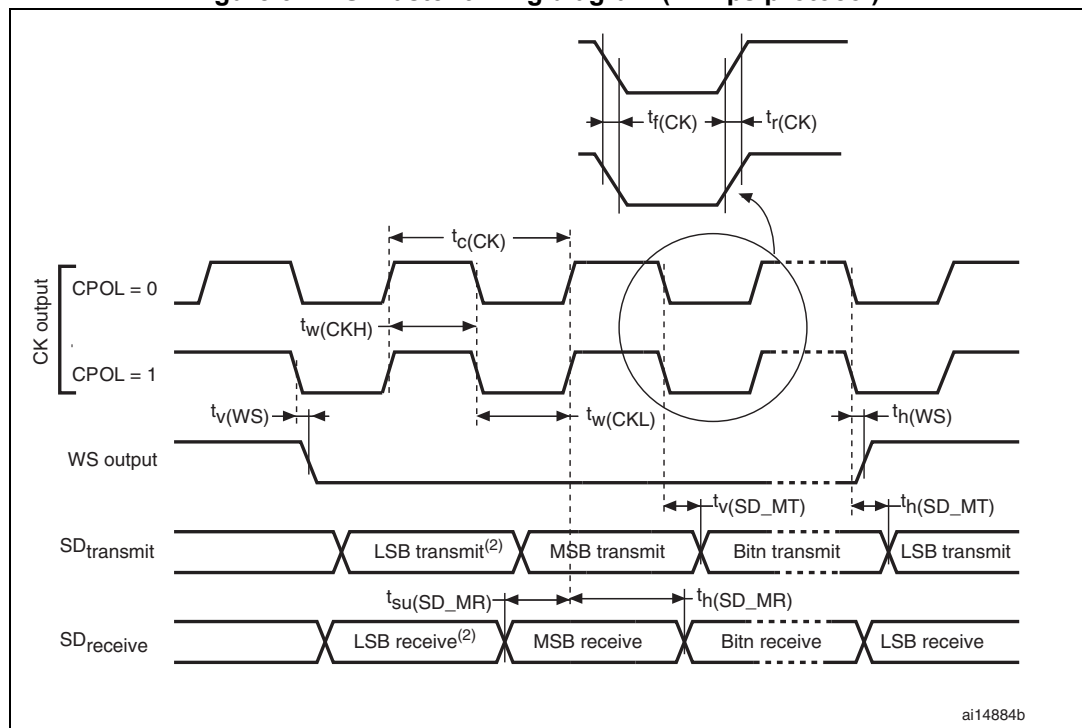 tf(CK)
tr(CK)
tc(CK)
CK output
CPOL = 0
tw(CKH)
CPOL = 1
tv(WS)
tw(CKL)
th(WS)
WS output
tv(SD_MT)
th(SD_MT)
SDtransmit
LSB transmit(2)
MSB transmit
Bitn transmit
LSB transmit
tsu(SD_MR)
th(SD_MR)
SDreceive
LSB receive(2)
MSB receive
Bitn receive
LSB receive
ai14884b